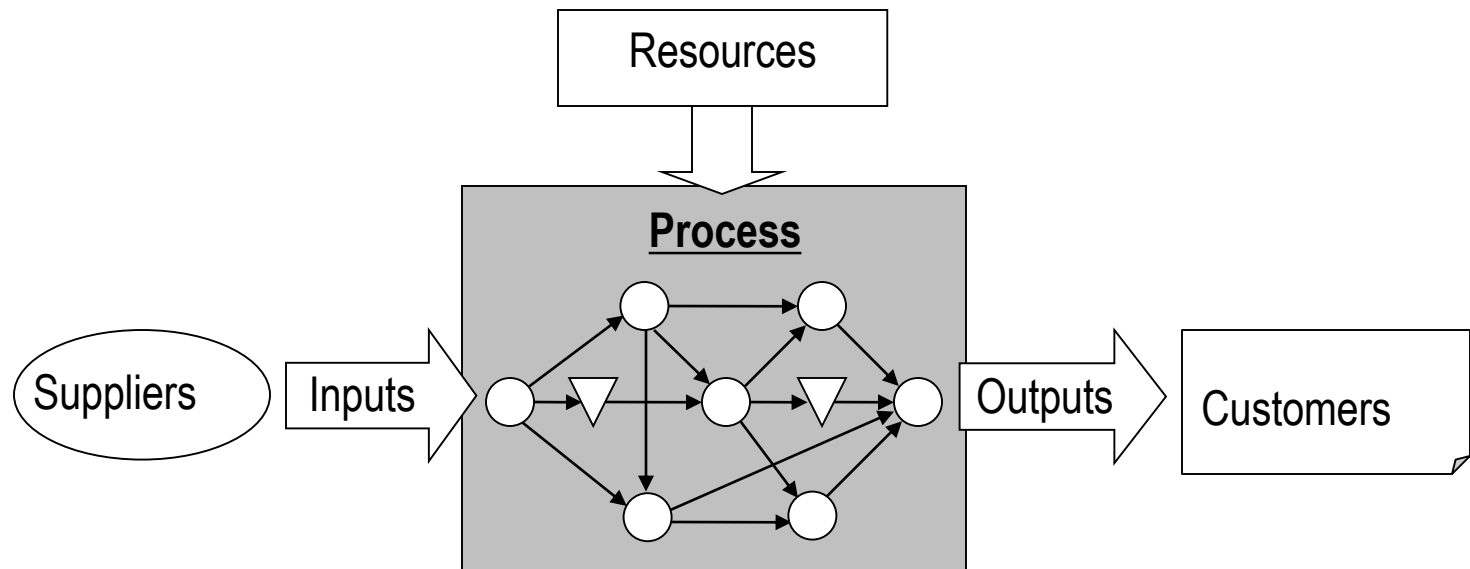 Resources
Process
Suppliers
Inputs
Outputs
Customers